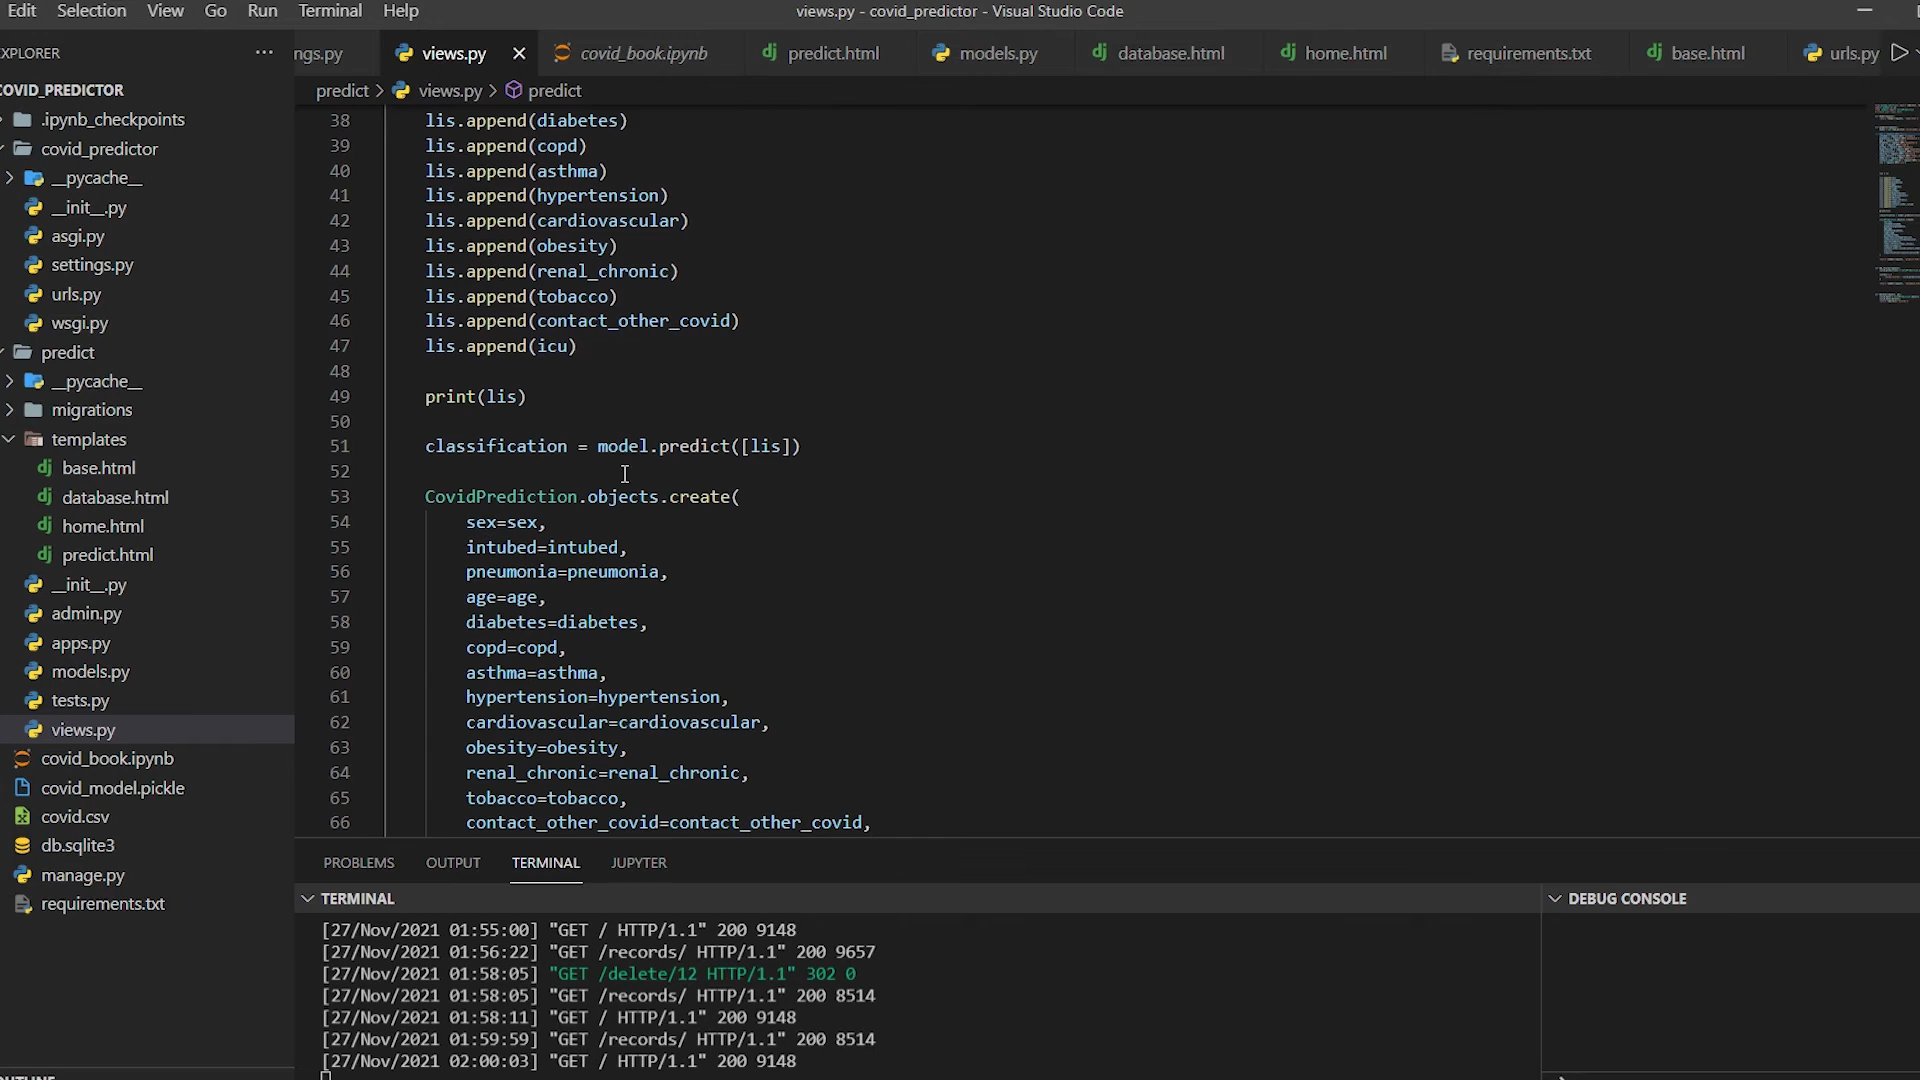 Edit Selection View Go Run Terminal Help
views.py - covid_predictor - Visual Studio Code
EXPLORER ···
ngs.py views.py × covid_book.ipynb predict.html models.py database.html home.html requirements.txt base.html urls.py
predict > views.py > predict
COVID_PREDICTOR
.ipynb_checkpoints
covid_predictor
__pycache__
__init__.py
asgi.py
settings.py
urls.py
wsgi.py
predict
__pycache__
migrations
templates
base.html
database.html
home.html
predict.html
__init__.py
admin.py
apps.py
models.py
tests.py
views.py
covid_book.ipynb
covid_model.pickle
covid.csv
db.sqlite3
manage.py
requirements.txt
38 lis.append(diabetes)
39 lis.append(copd)
40 lis.append(asthma)
41 lis.append(hypertension)
42 lis.append(cardiovascular)
43 lis.append(obesity)
44 lis.append(renal_chronic)
45 lis.append(tobacco)
46 lis.append(contact_other_covid)
47 lis.append(icu)
48
49 print(lis)
50
51 classification = model.predict([lis])
52
53 CovidPrediction.objects.create(
54 sex=sex,
55 intubed=intubed,
56 pneumonia=pneumonia,
57 age=age,
58 diabetes=diabetes,
59 copd=copd,
60 asthma=asthma,
61 hypertension=hypertension,
62 cardiovascular=cardiovascular,
63 obesity=obesity,
64 renal_chronic=renal_chronic,
65 tobacco=tobacco,
66 contact_other_covid=contact_other_covid,
PROBLEMS OUTPUT TERMINAL JUPYTER
TERMINAL
[27/Nov/2021 01:55:00] "GET / HTTP/1.1" 200 9148
[27/Nov/2021 01:56:22] "GET /records/ HTTP/1.1" 200 9657
[27/Nov/2021 01:58:05] "GET /delete/12 HTTP/1.1" 302 0
[27/Nov/2021 01:58:05] "GET /records/ HTTP/1.1" 200 8514
[27/Nov/2021 01:58:11] "GET / HTTP/1.1" 200 9148
[27/Nov/2021 01:59:59] "GET /records/ HTTP/1.1" 200 8514
[27/Nov/2021 02:00:03] "GET / HTTP/1.1" 200 9148
DEBUG CONSOLE